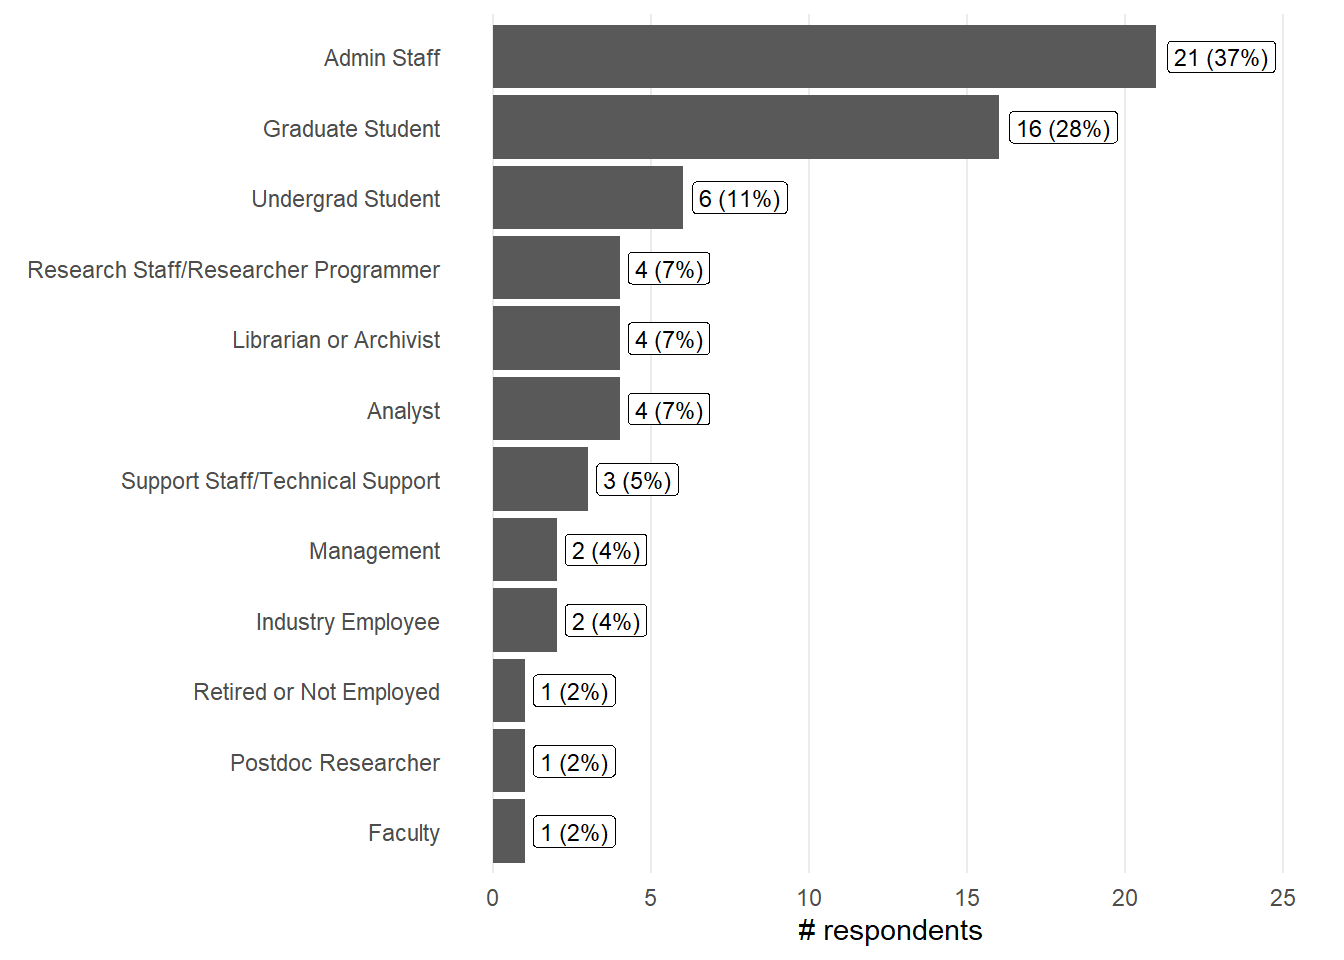 Admin Staff 21 (37%)
Graduate Student 16 (28%)
Undergrad Student 6 (11%)
Research Staff/Researcher Programmer 4 (7%)
Librarian or Archivist 4 (7%)
Analyst 4 (7%)
Support Staff/Technical Support 3 (5%)
Management 2 (4%)
Industry Employee 2 (4%)
Retired or Not Employed 1 (2%)
Postdoc Researcher 1 (2%)
Faculty 1 (2%)
0 5 10 15 20 25
# respondents